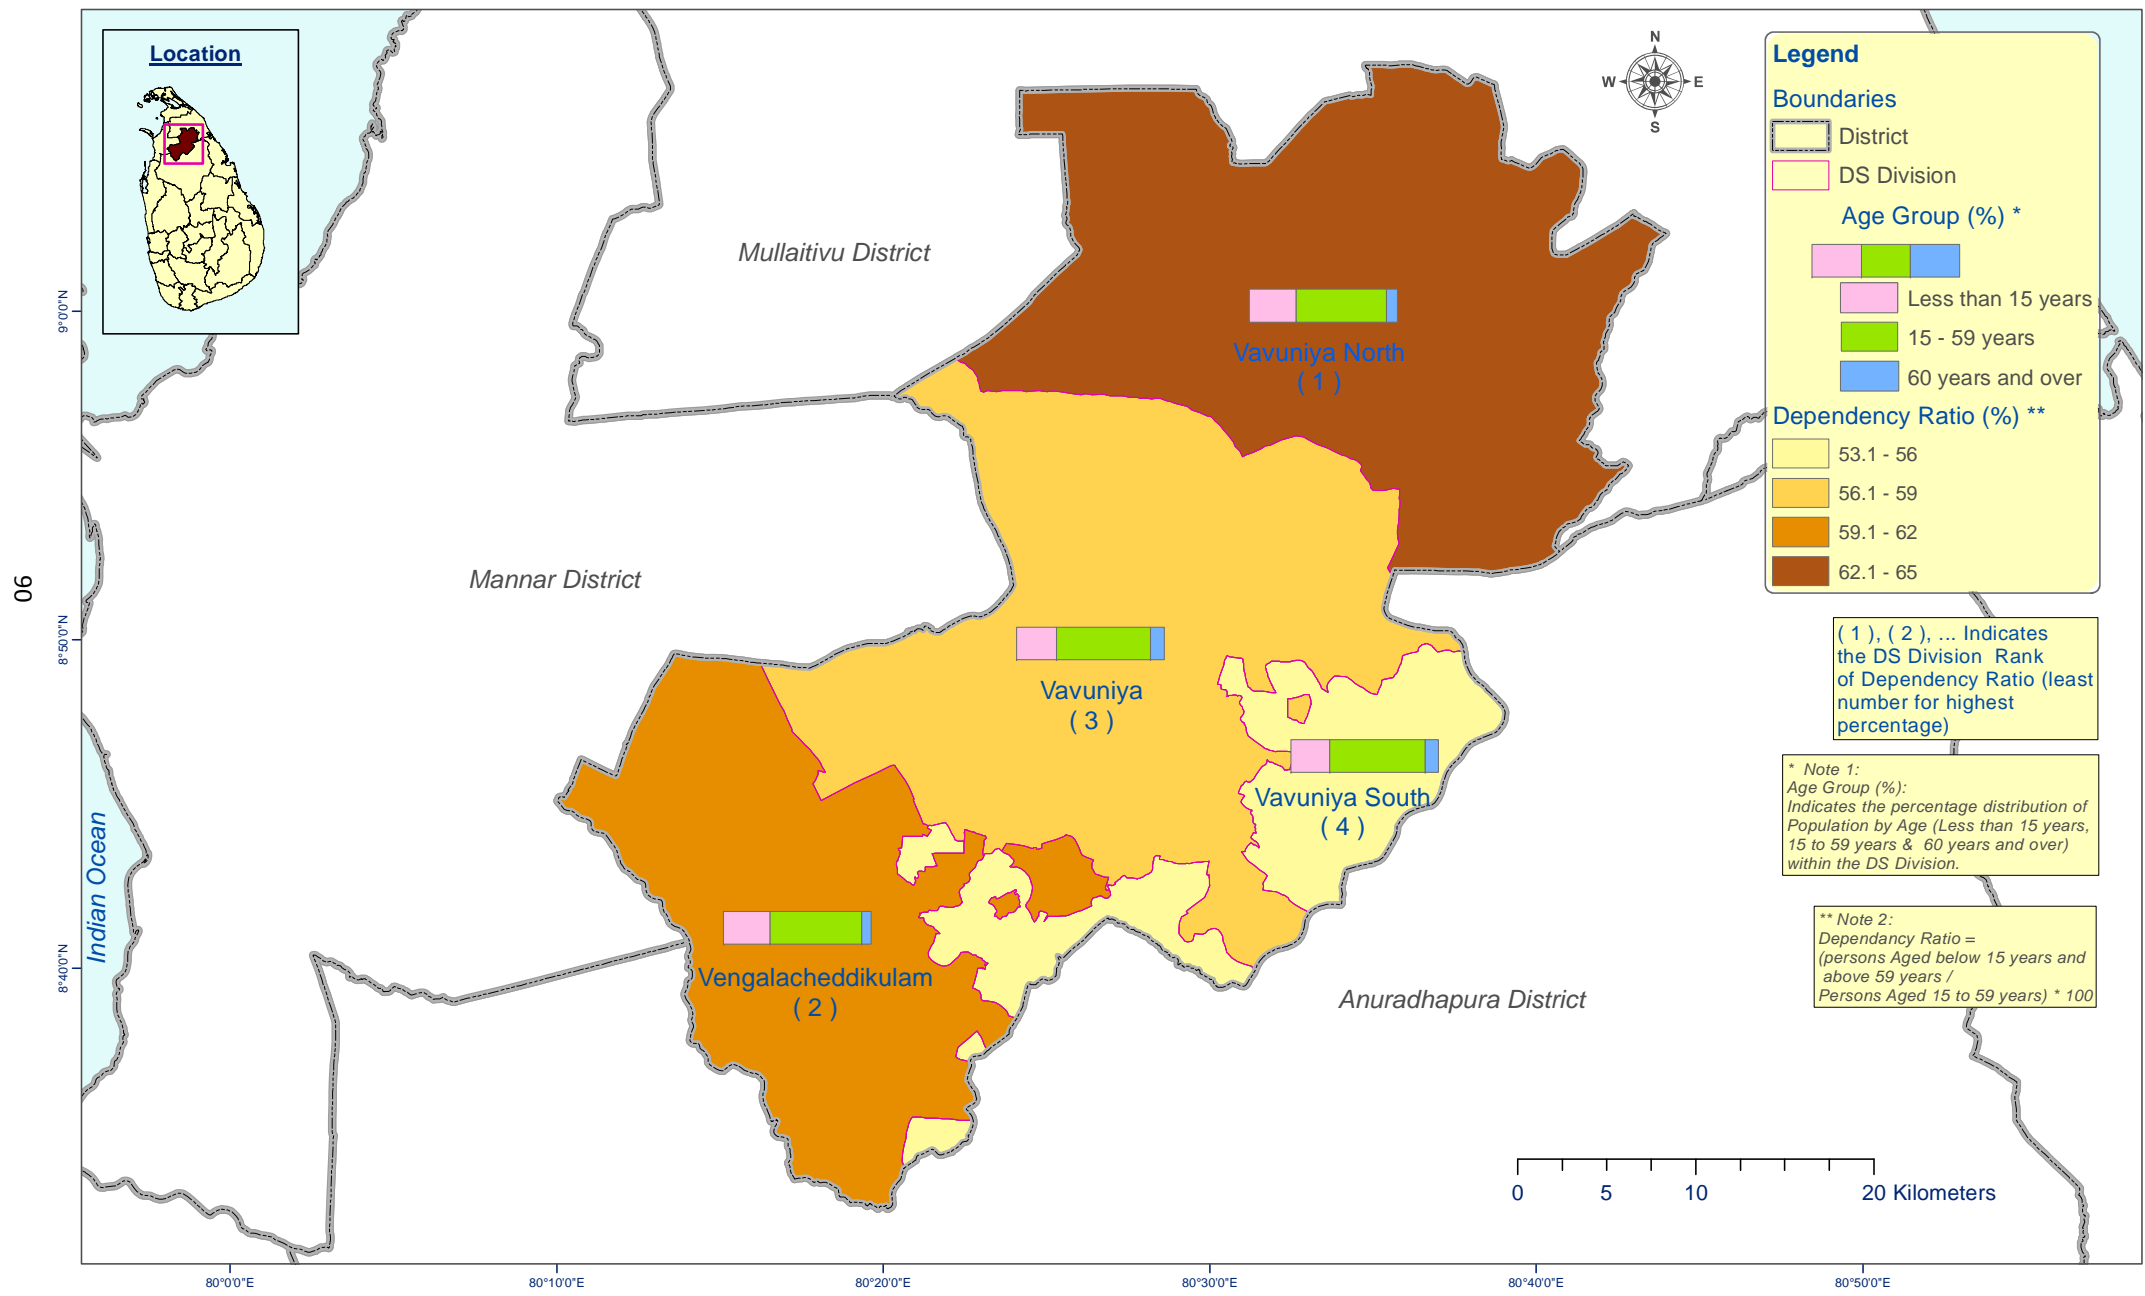 Location
N
W
E
S
Legend
Boundaries
District
DS Division
Age Group (%) *
Less than 15 years
15 - 59 years
60 years and over
Dependency Ratio (%) **
53.1 - 56
56.1 - 59
59.1 - 62
62.1 - 65
( 1 ), ( 2 ), ... Indicates
the DS Division Rank
of Dependency Ratio (least
number for highest
percentage)
* Note 1:
Age Group (%):
Indicates the percentage distribution of
Population by Age (Less than 15 years,
15 to 59 years & 60 years and over)
within the DS Division.
** Note 2:
Dependancy Ratio =
(persons Aged below 15 years and
above 59 years /
Persons Aged 15 to 59 years) * 100
Mullaitivu District
Vavuniya North
( 1 )
Mannar District
Vavuniya
( 3 )
Vavuniya South
( 4 )
Vengalacheddikulam
( 2 )
Anuradhapura District
Indian Ocean
90
9°0'0"N
8°50'0"N
8°40'0"N
0 5 10 20 Kilometers
80°0'0"E 80°10'0"E 80°20'0"E 80°30'0"E 80°40'0"E 80°50'0"E